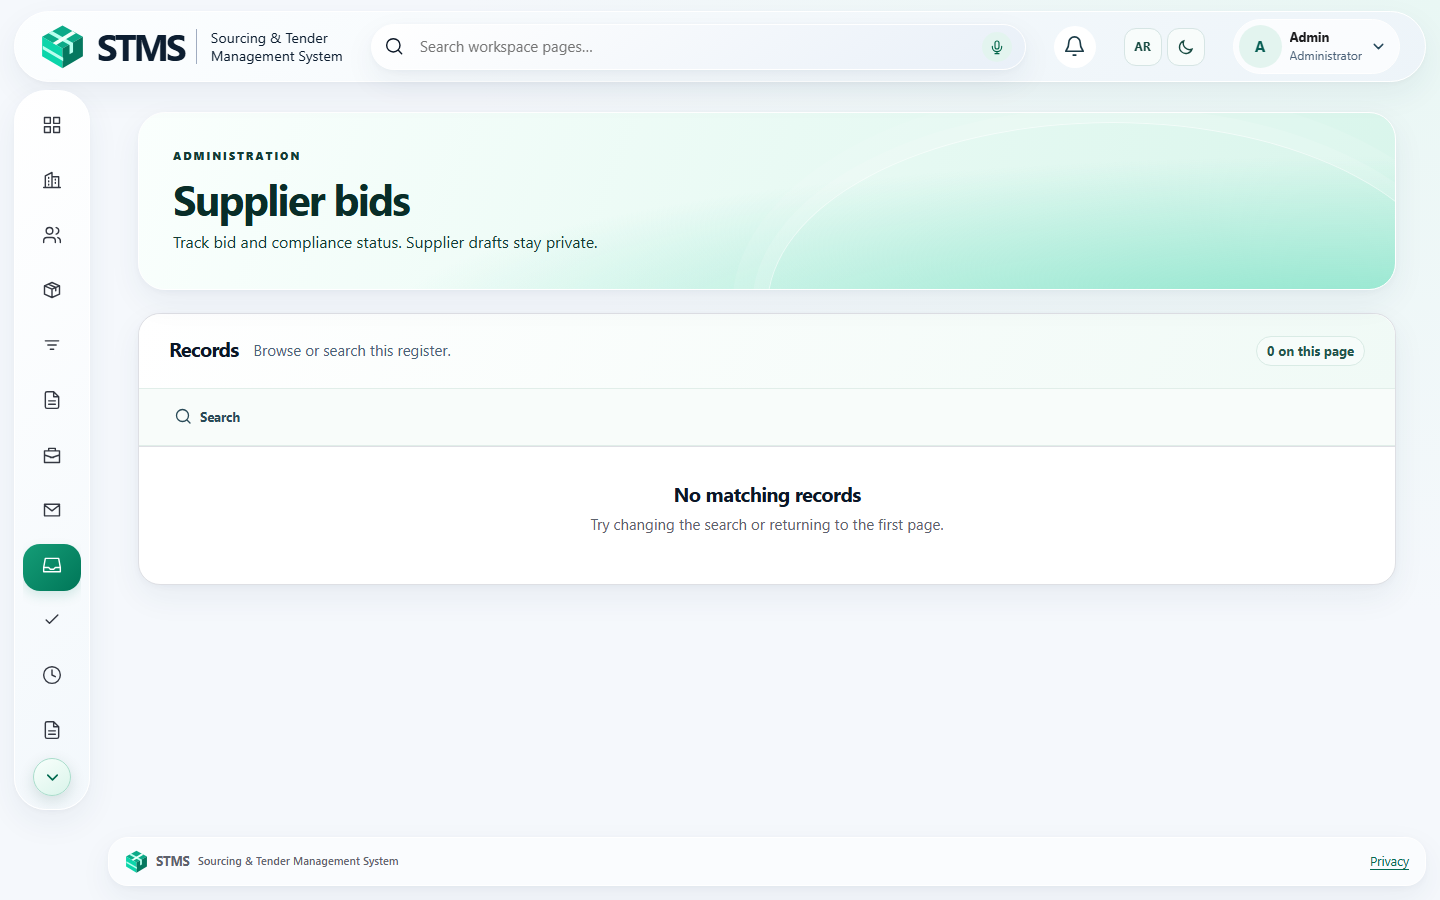 STMS
Sourcing & Tender
Management System
Search workspace pages...
AR
A
Admin
Administrator
ADMINISTRATION
Supplier bids
Track bid and compliance status. Supplier drafts stay private.
Records
Browse or search this register.
0 on this page
Search
No matching records
Try changing the search or returning to the first page.
STMS
Sourcing & Tender Management System
Privacy